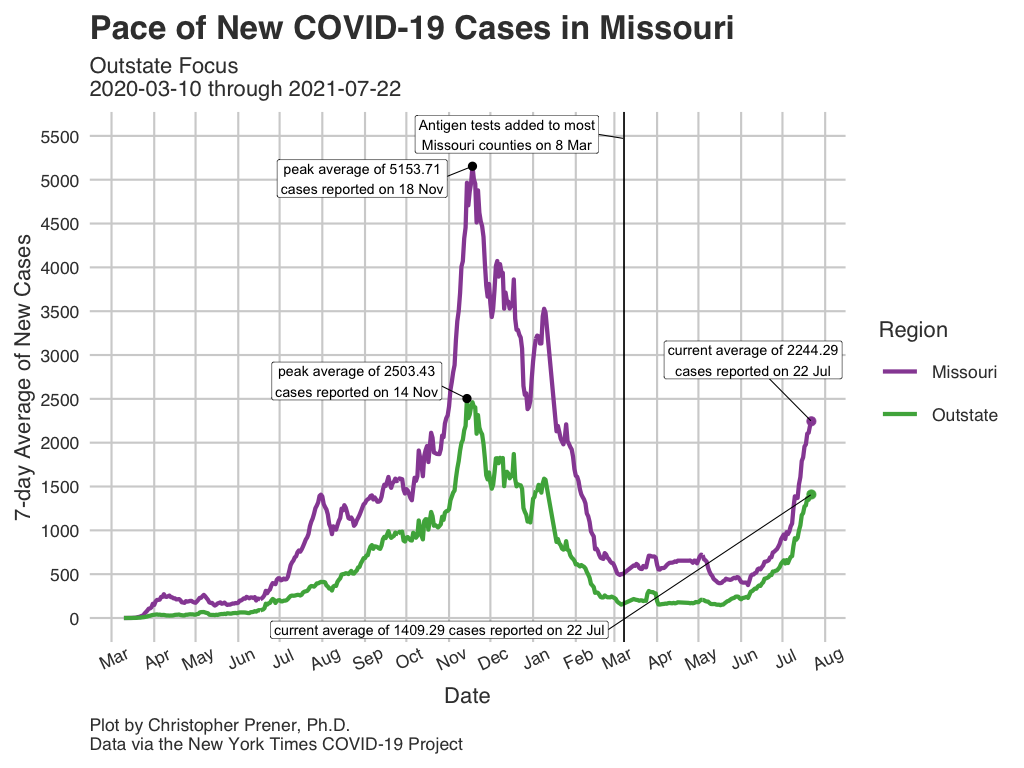 Pace of New COVID-19 Cases in Missouri
Outstate Focus
2020-03-10 through 2021-07-22
Antigen tests added to most
Missouri counties on 8 Mar
peak average of 5153.71
cases reported on 18 Nov
peak average of 2503.43
cases reported on 14 Nov
current average of 2244.29
cases reported on 22 Jul
current average of 1409.29 cases reported on 22 Jul
7-day Average of New Cases
5500
5000
4500
4000
3500
3000
2500
2000
1500
1000
500
0
Mar Apr May Jun Jul Aug Sep Oct Nov Dec Jan Feb Mar Apr May Jun Jul Aug
Date
Region
Missouri
Outstate
Plot by Christopher Prener, Ph.D.
Data via the New York Times COVID-19 Project